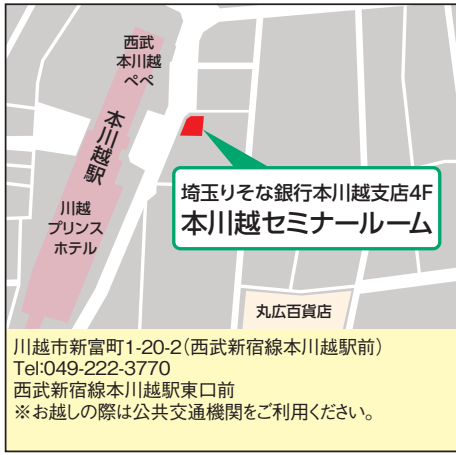 西武
本川越
ペペ
本川越駅
川越
プリンス
ホテル
埼玉りそな銀行本川越支店4F
本川越セミナールーム
丸広百貨店
川越市新富町1-20-2(西武新宿線本川越駅前)
Tel:049-222-3770
西武新宿線本川越駅東口前
※お越しの際は公共交通機関をご利用ください。